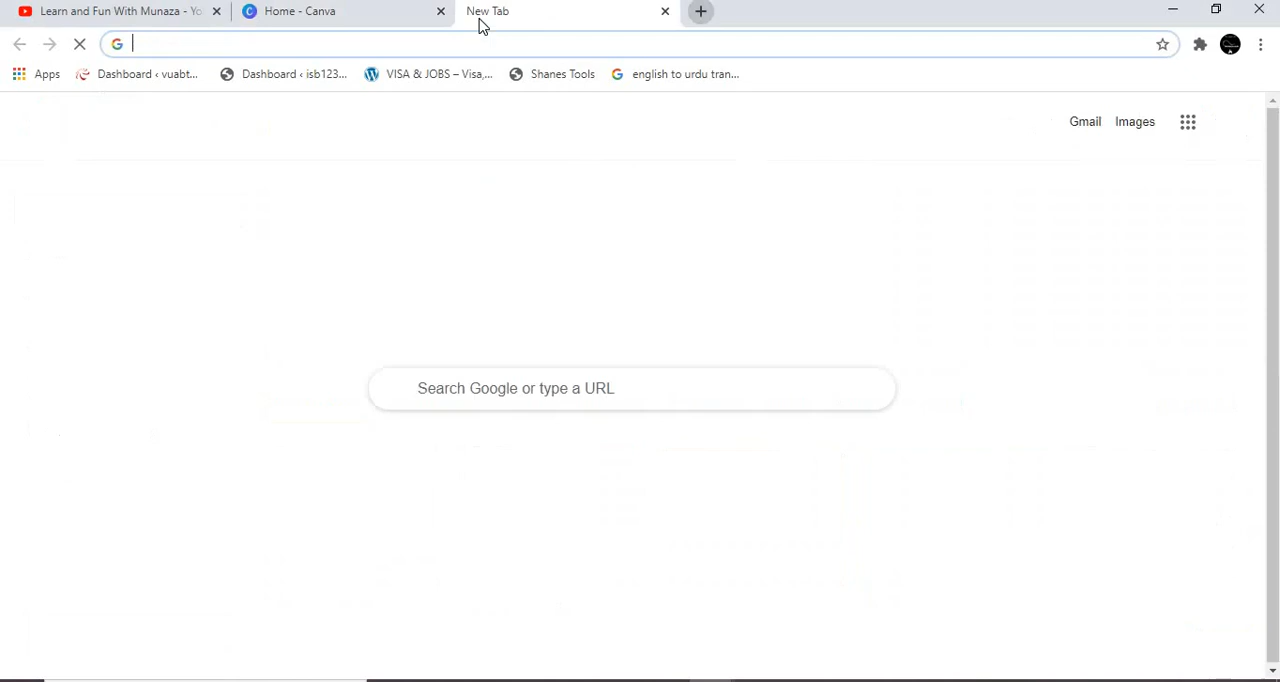 Learn and Fun With Munaza - Yo
Home - Canva
New Tab
Apps
Dashboard ‹ vuabt...
Dashboard ‹ isb123...
VISA & JOBS – Visa,...
Shanes Tools
english to urdu tran...
Gmail
Images
Search Google or type a URL